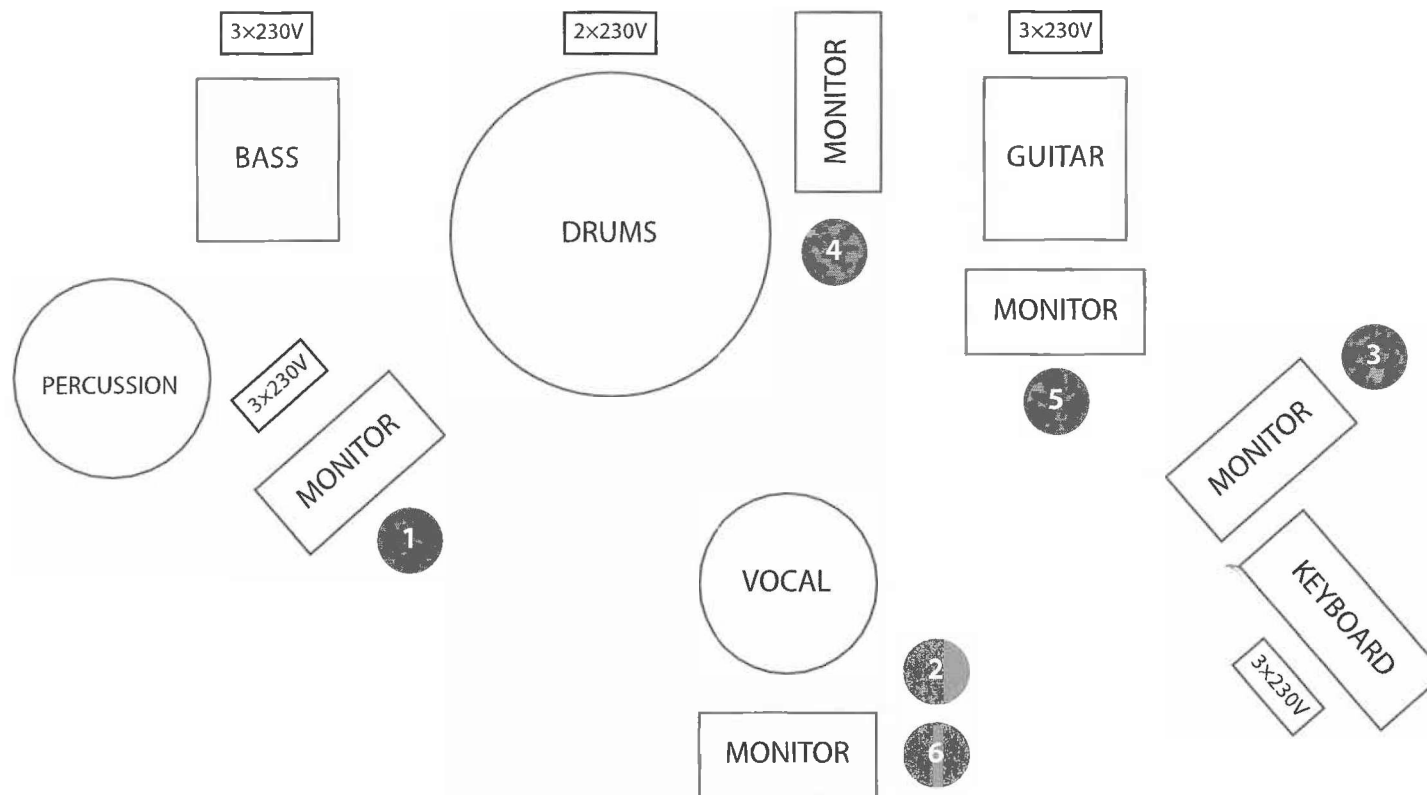 3×230V
2×230V
3×230V
MONITOR
BASS
DRUMS
GUITAR
4
MONITOR
3
PERCUSSION
3×230V
5
MONITOR
MONITOR
1
VOCAL
KEYBOARD
2
3×230V
MONITOR
6